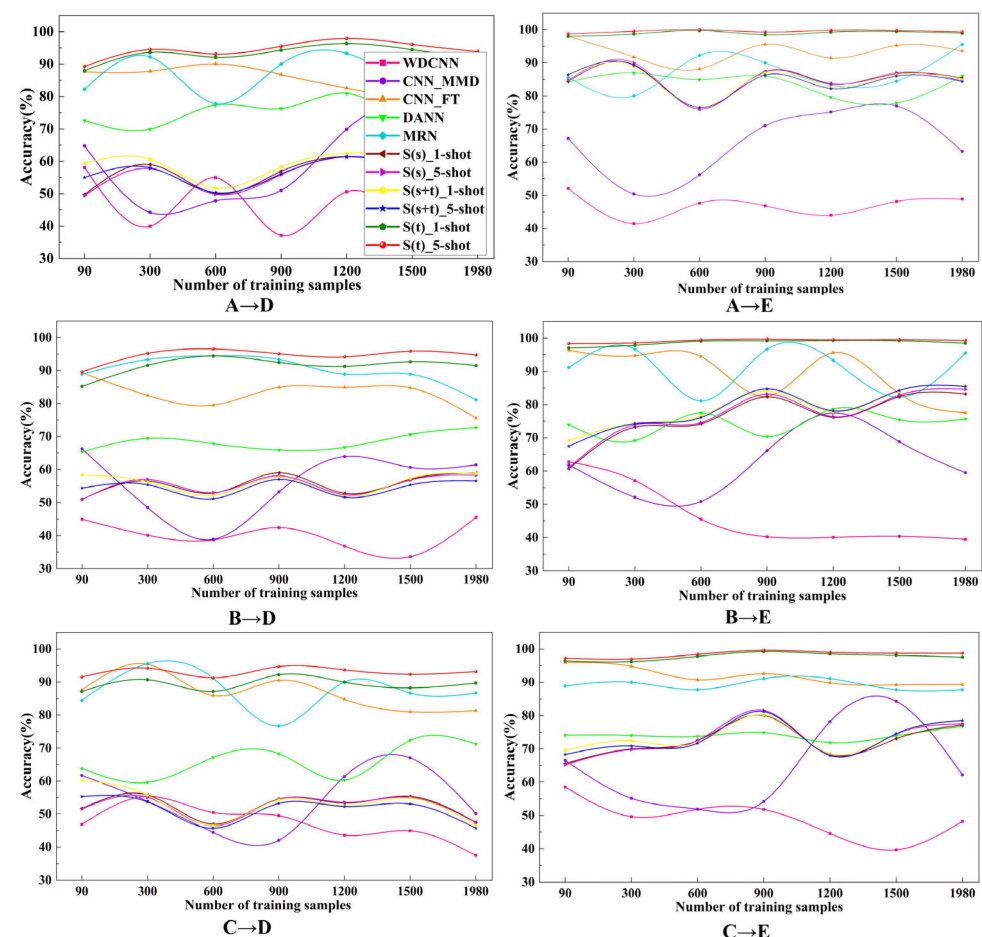 100
90
80
70
60
50
40
30
Accuracy(%)
WDCNN
CNN_MMD
CNN_FT
DANN
MRN
S(s)_1-shot
S(s)_5-shot
S(s+t)_1-shot
S(s+t)_5-shot
S(t)_1-shot
S(t)_5-shot
90 300 600 900 1200 1500 1980
Number of training samples
A→D
100
90
80
70
60
50
40
30
Accuracy(%)
90 300 600 900 1200 1500 1980
Number of training samples
A→E
100
90
80
70
60
50
40
30
Accuracy(%)
90 300 600 900 1200 1500 1980
Number of training samples
B→D
100
90
80
70
60
50
40
30
Accuracy(%)
90 300 600 900 1200 1500 1980
Number of training samples
B→E
100
90
80
70
60
50
40
30
Accuracy(%)
90 300 600 900 1200 1500 1980
Number of training samples
C→D
100
90
80
70
60
50
40
30
Accuracy(%)
90 300 600 900 1200 1500 1980
Number of training samples
C→E